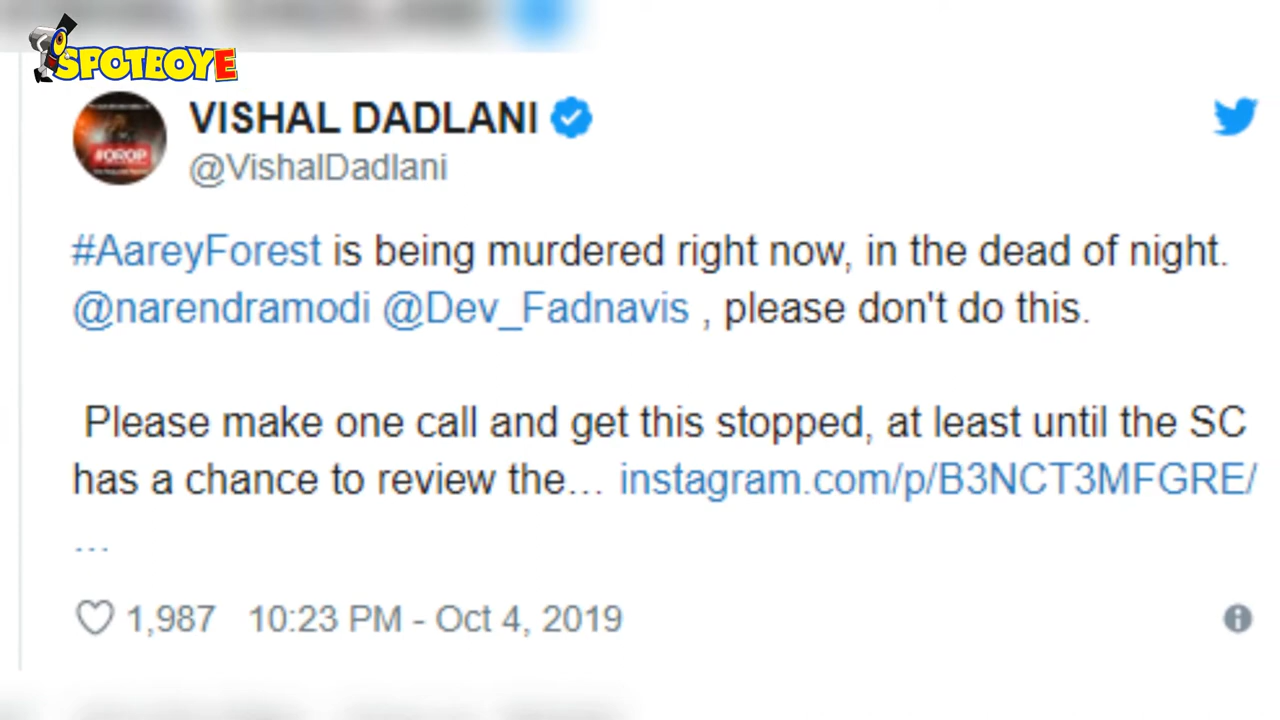 SPOTBOYE
VISHAL DADLANI
@VishalDadlani
#DROP
#AareyForest is being murdered right now, in the dead of night.
@narendramodi @Dev_Fadnavis , please don't do this.
Please make one call and get this stopped, at least until the SC
has a chance to review the... instagram.com/p/B3NCT3MFGRE/
...
1,987 10:23 PM - Oct 4, 2019